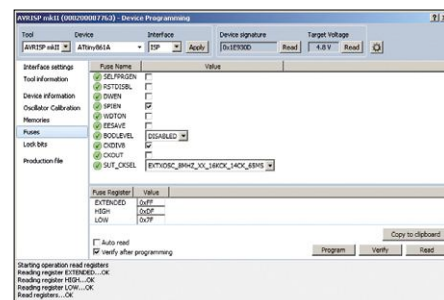 AVRISP mkII (000200007763) - Device Programming
Tool Device Interface Device signature Target Voltage
AVRISP mkII ATtiny861A ISP Apply 0x1E930D Read 4.8 V Read
Interface settings
Tool information
Device information
Oscillator Calibration
Memories
Fuses
Lock bits
Production file
Fuse Name Value
SELFPRGEN
RSTDISBL
DWEN
SPIEN
WDTON
EESAVE
BODLEVEL DISABLED
CKDIV8
CKOUT
SUT_CKSEL EXTXOSC_8MHZ_XX_16KCK_14CK_65MS
Fuse Register Value
EXTENDED 0xFF
HIGH 0xDF
LOW 0x7F
Copy to clipboard
Auto read
Verify after programming
Program Verify Read
Starting operation read registers
Reading register EXTENDED...OK
Reading register HIGH...OK
Reading register LOW...OK
Read registers...OK